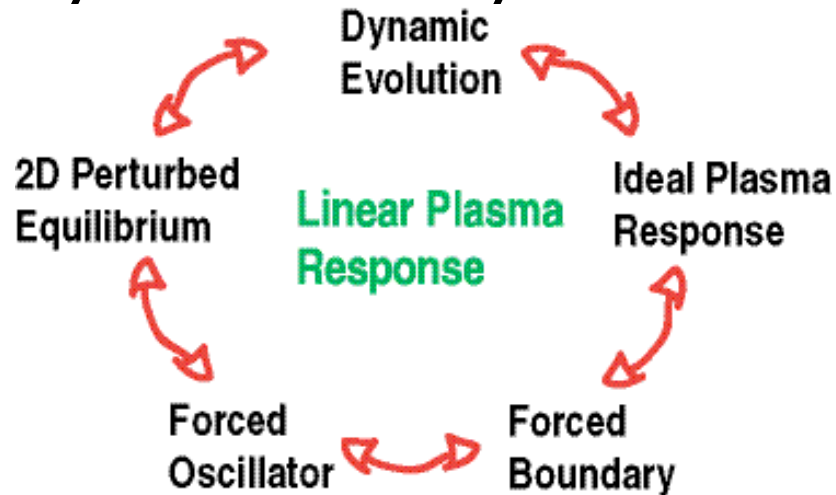 Dynamic
Evolution
2D Perturbed
Equilibrium
Linear Plasma
Response
Ideal Plasma
Response
Forced
Oscillator
Forced
Boundary